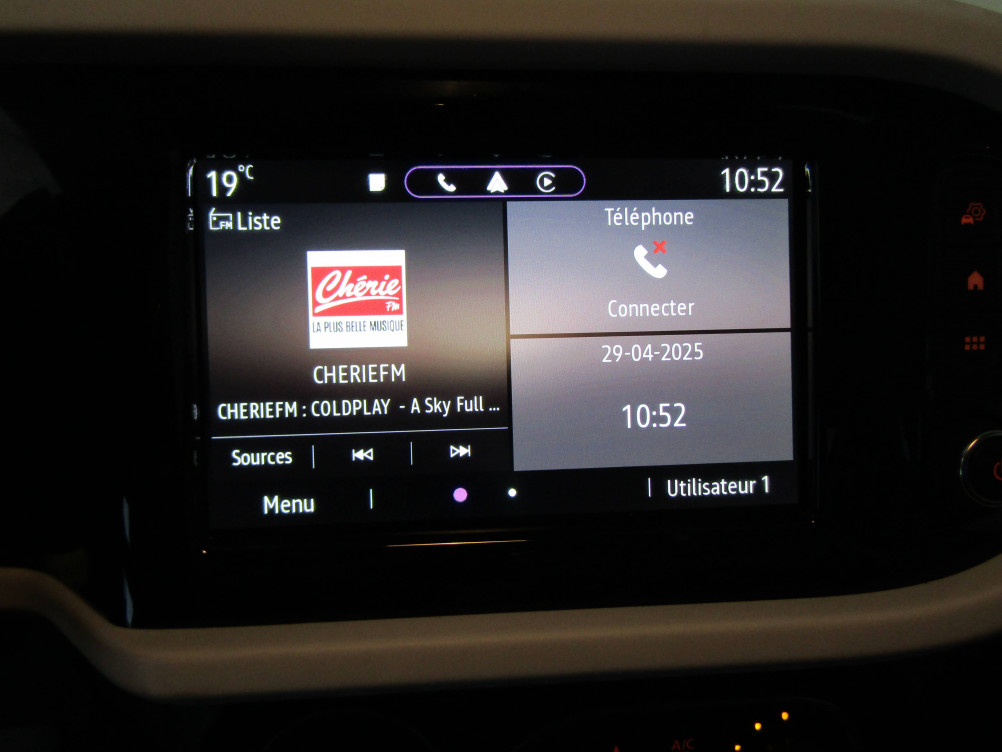 19°C
10:52
FM Liste
Chérie
FM
LA PLUS BELLE MUSIQUE
CHERIEFM
CHERIEFM : COLDPLAY - A Sky Full ...
Sources
Menu
Téléphone
Connecter
29-04-2025
10:52
Utilisateur 1
A/C